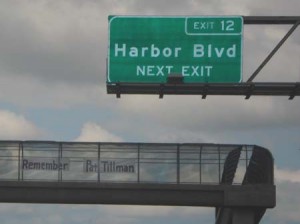 EXIT 12
Harbor Blvd
NEXT EXIT
Remember Pat Tillman